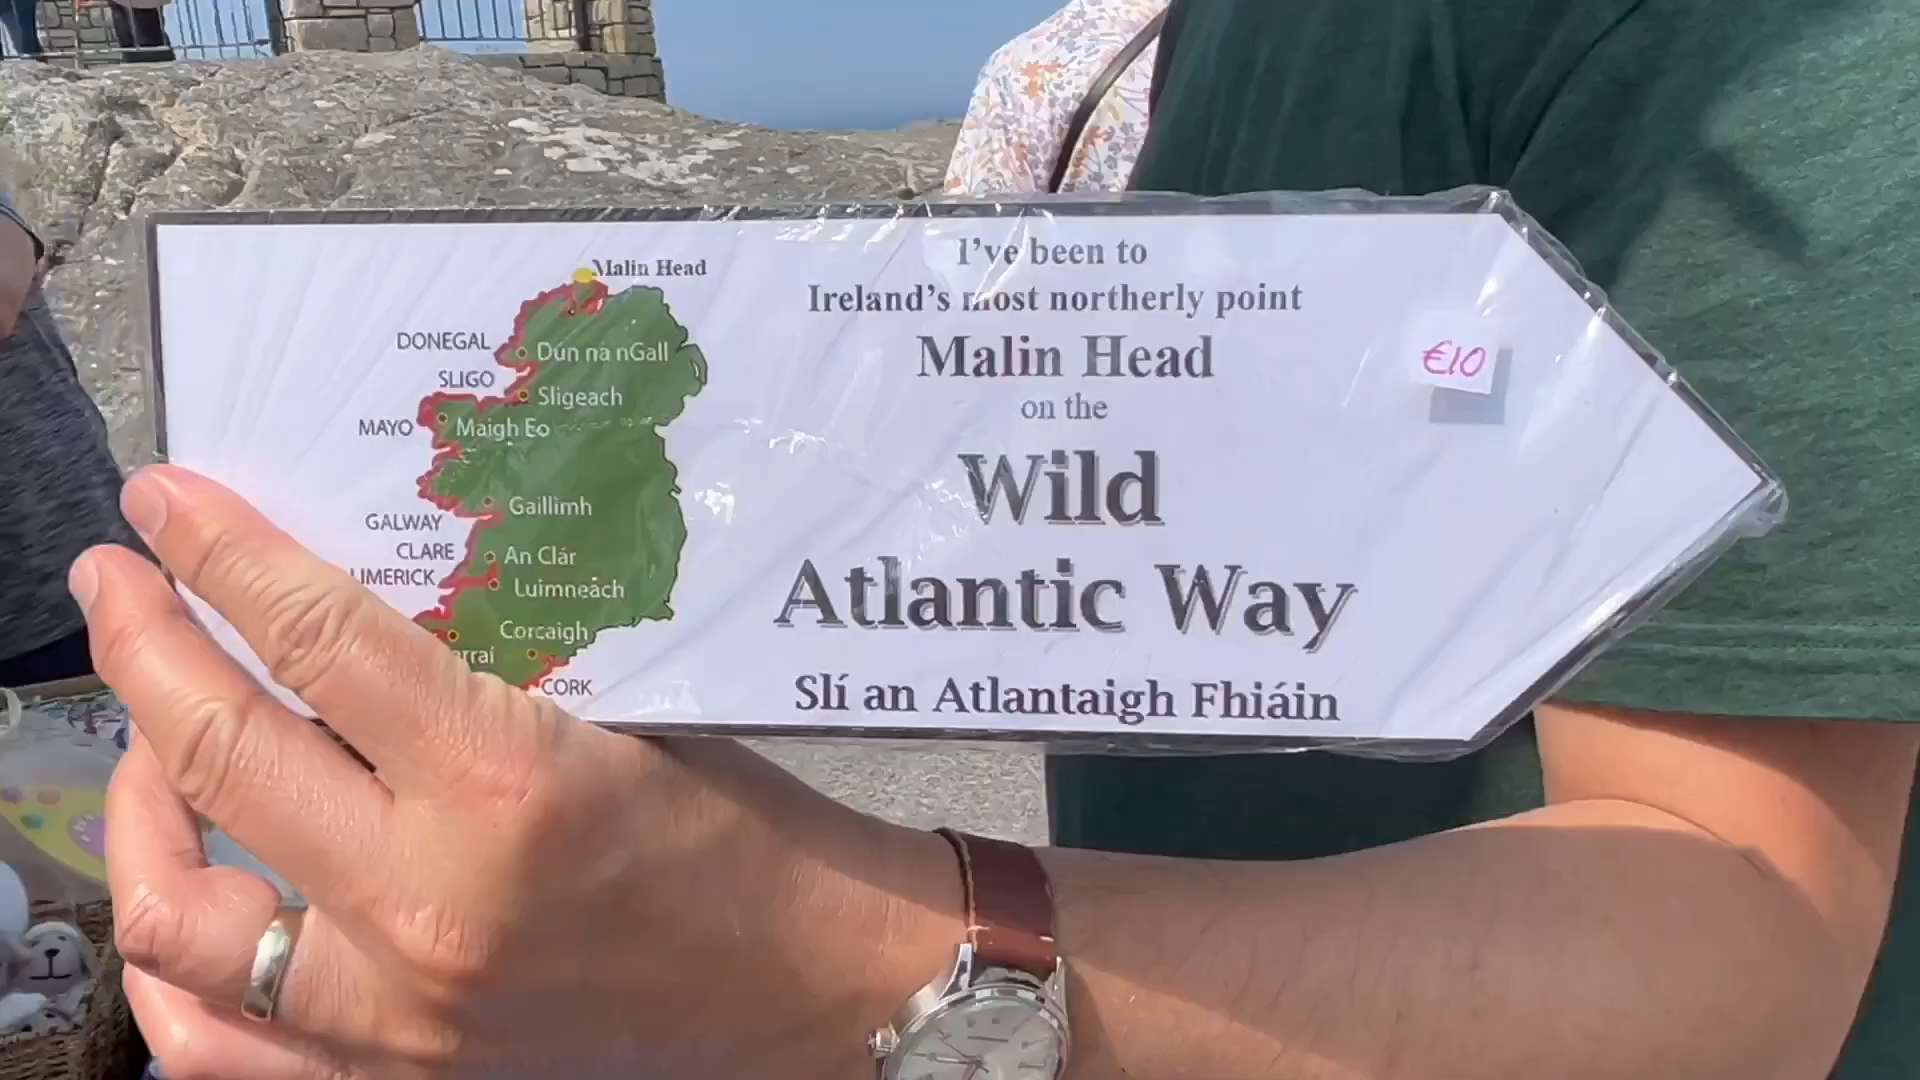 Malin Head
DONEGAL
Dún na nGall
SLIGO
Sligeach
MAYO
Maigh Eo
Gaillimh
GALWAY
CLARE
An Clár
LIMERICK
Luimneach
Corcaigh
CORK
I've been to
Ireland's most northerly point
Malin Head
on the
Wild
Atlantic Way
Slí an Atlantaigh Fhiáin
€10